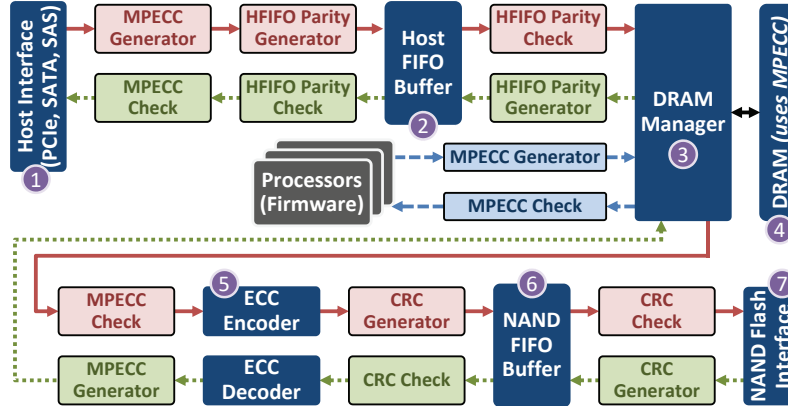 Host Interface
(PCIe, SATA, SAS)
1
MPECC
Generator
HFIFO Parity
Generator
Host
FIFO
Buffer
2
HFIFO Parity
Check
MPECC
Check
HFIFO Parity
Check
HFIFO Parity
Generator
DRAM
Manager
3
DRAM (uses MPECC)
4
Processors
(Firmware)
MPECC Generator
MPECC Check
MPECC
Check
5
ECC
Encoder
CRC
Generator
6
NAND
FIFO
Buffer
CRC
Check
7
NAND Flash
Interface
MPECC
Generator
ECC
Decoder
CRC Check
CRC
Generator